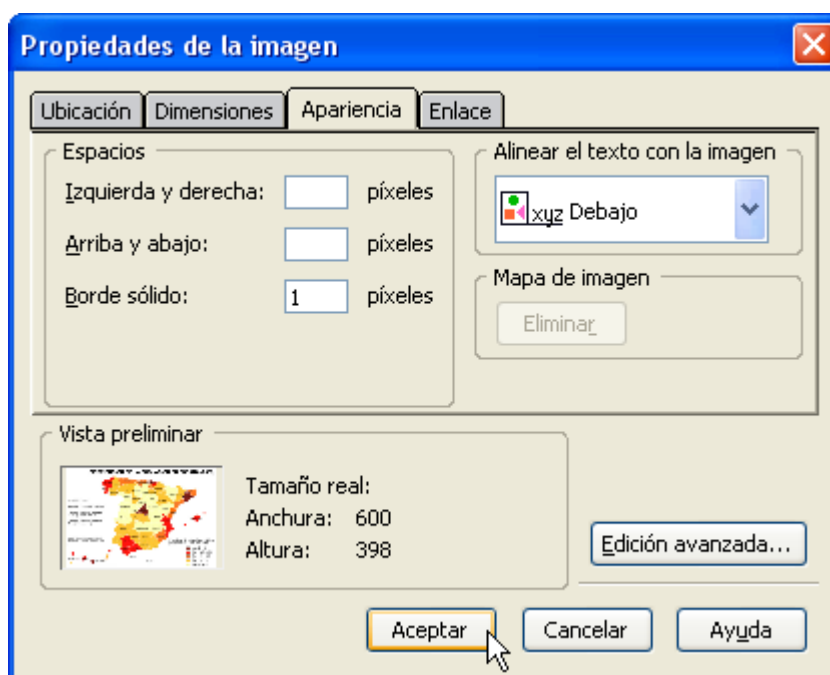 Propiedades de la imagen
Ubicación Dimensiones Apariencia Enlace
Espacios
Izquierda y derecha: píxeles
Arriba y abajo: píxeles
Borde sólido: 1 píxeles
Alinear el texto con la imagen
xyz Debajo
Mapa de imagen
Eliminar
Vista preliminar
Tamaño real:
Anchura: 600
Altura: 398
Edición avanzada...
Aceptar Cancelar Ayuda